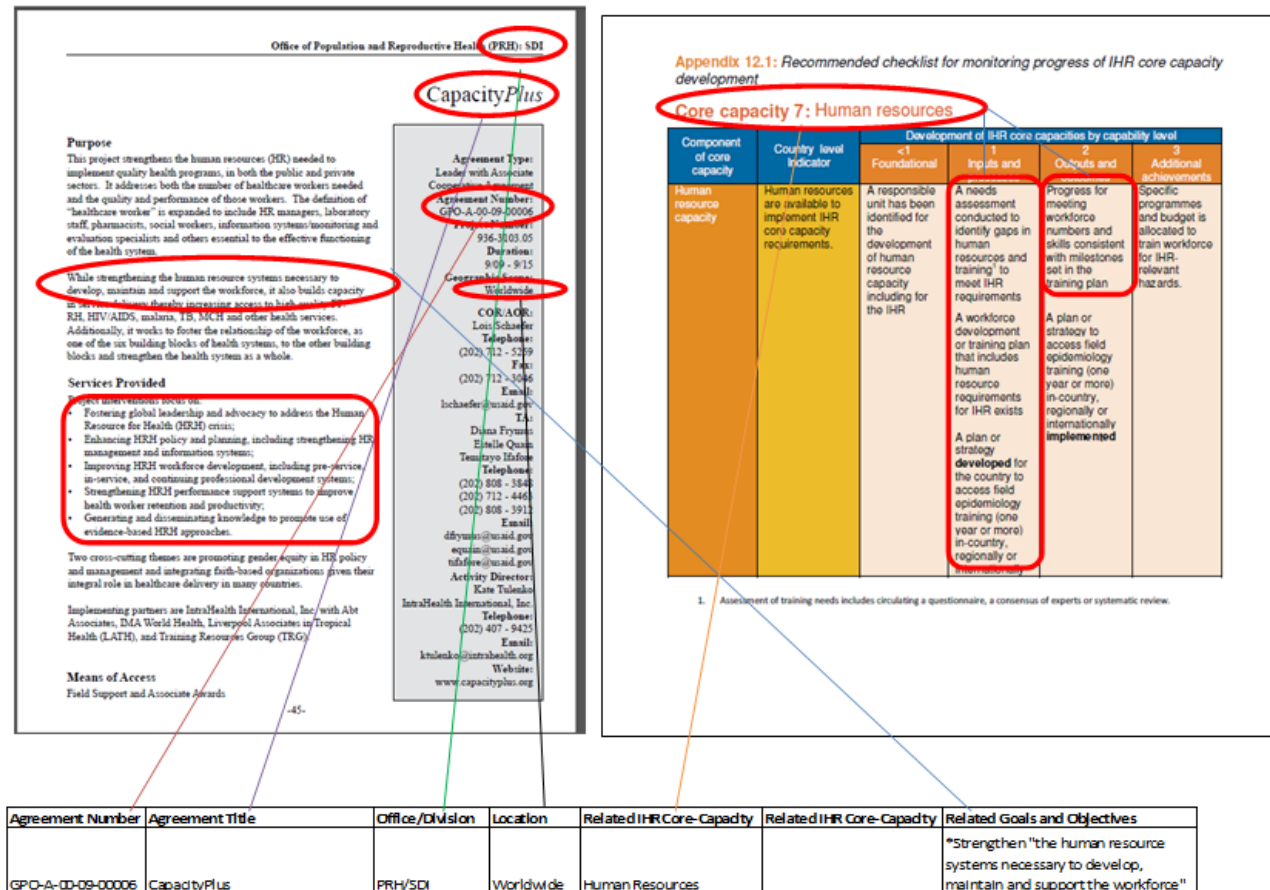 Office of Population and Reproductive Health (PRH): SDI
CapacityPlus
Purpose
This project strengthens the human resources (HR) needed to
implement quality health programs, in both the public and private
sectors. It addresses both the number of healthcare workers needed
and the quality and performance of those workers. The definition of
"healthcare worker" is expanded to include HR managers, laboratory
staff, pharmacists, social workers, information systems/monitoring and
evaluation specialists and others essential to the effective functioning
of the health system.
While strengthening the human resource systems necessary to
develop, maintain and support the workforce, it also builds capacity
in service delivery thereby increasing access to high quality FP/
RH, HIV/AIDS, malaria, TB, MCH and other health services.
Additionally, it works to foster the relationship of the workforce, as
one of the six building blocks of health systems, to the other building
blocks and strengthen the health system as a whole.
Services Provided
Project interventions focus on:
• Fostering global leadership and advocacy to address the Human
Resource for Health (HRH) crisis;
• Enhancing HRH policy and planning, including strengthening HR
management and information systems;
• Improving HRH workforce development, including pre-service,
in-service, and continuing professional development systems;
• Strengthening HRH performance support systems to improve
health worker retention and productivity;
• Generating and disseminating knowledge to promote use of
evidence-based HRH approaches.
Two cross-cutting themes are promoting gender equity in HR policy
and management and integrating faith-based organizations given their
integral role in healthcare delivery in many countries.
Implementing partners are IntraHealth International, Inc. with Abt
Associates, IMA World Health, Liverpool Associates in Tropical
Health (LATH), and Training Resources Group (TRG).
Means of Access
Field Support and Associate Awards
-45-
Agreement Type:
Leader with Associate
Cooperative Agreement
Agreement Number:
GPO-A-00-09-00006
Project Number:
936-3103.05
Duration:
9/09 - 9/15
Geographic Scope:
Worldwide
COR/AOR:
Lois Schaefer
Telephone:
(202) 712 -
Fax:
(202) 712 - 3046
Email:
lschaefer@usaid.gov
TA:
Diana Frymus
Estelle Quain
Temitayo Ifafore
Telephone:
(202) 808 - 3848
(202) 712 - 4463
(202) 808 - 3912
Email:
dfrymus@usaid.gov
equain@usaid.gov
tifafore@usaid.gov
Activity Director:
Kate Tulenko
IntraHealth International, Inc.
Telephone:
(202) 407 - 9425
Email:
ktulenko@intrahealth.org
Website:
www.capacityplus.org
Appendix 12.1: Recommended checklist for monitoring progress of IHR core capacity
development
Core capacity 7: Human resources
Component
of core
capacity
Country level
Indicator
Development of IHR core capacities by capability level
<1
Foundational
1
Inputs and
processes
2
Outputs and
outcomes
3
Additional
achievements
Human
resource
capacity
Human resources
are available to
implement IHR
core capacity
requirements.
A responsible
unit has been
identified for
the
development
of human
resource
capacity
including for
the IHR
A needs
assessment
conducted to
identify gaps in
human
resources and
training1 to
meet IHR
requirements
A workforce
development
or training plan
that includes
human
resource
requirements
for IHR exists
A plan or
strategy
developed for
the country to
access field
epidemiology
training (one
year or more)
in-country,
regionally or
internationally
Progress for
meeting
workforce
numbers and
skills consistent
with milestones
set in the
training plan
A plan or
strategy to
access field
epidemiology
training (one
year or more)
in-country,
regionally or
internationally
implemented
Specific
programmes
and budget is
allocated to
train workforce
for IHR-
relevant
hazards.
1. Assessment of training needs includes circulating a questionnaire, a consensus of experts or systematic review.
Agreement Number Agreement Title Office/Division Location Related IHR Core-Capacity Related IHR Core-Capacity Related Goals and Objectives
*Strengthen "the human resource
systems necessary to develop,
GPO-A-00-09-00006 CapacityPlus PRH/SDI Worldwide Human Resources maintain and support the workforce"